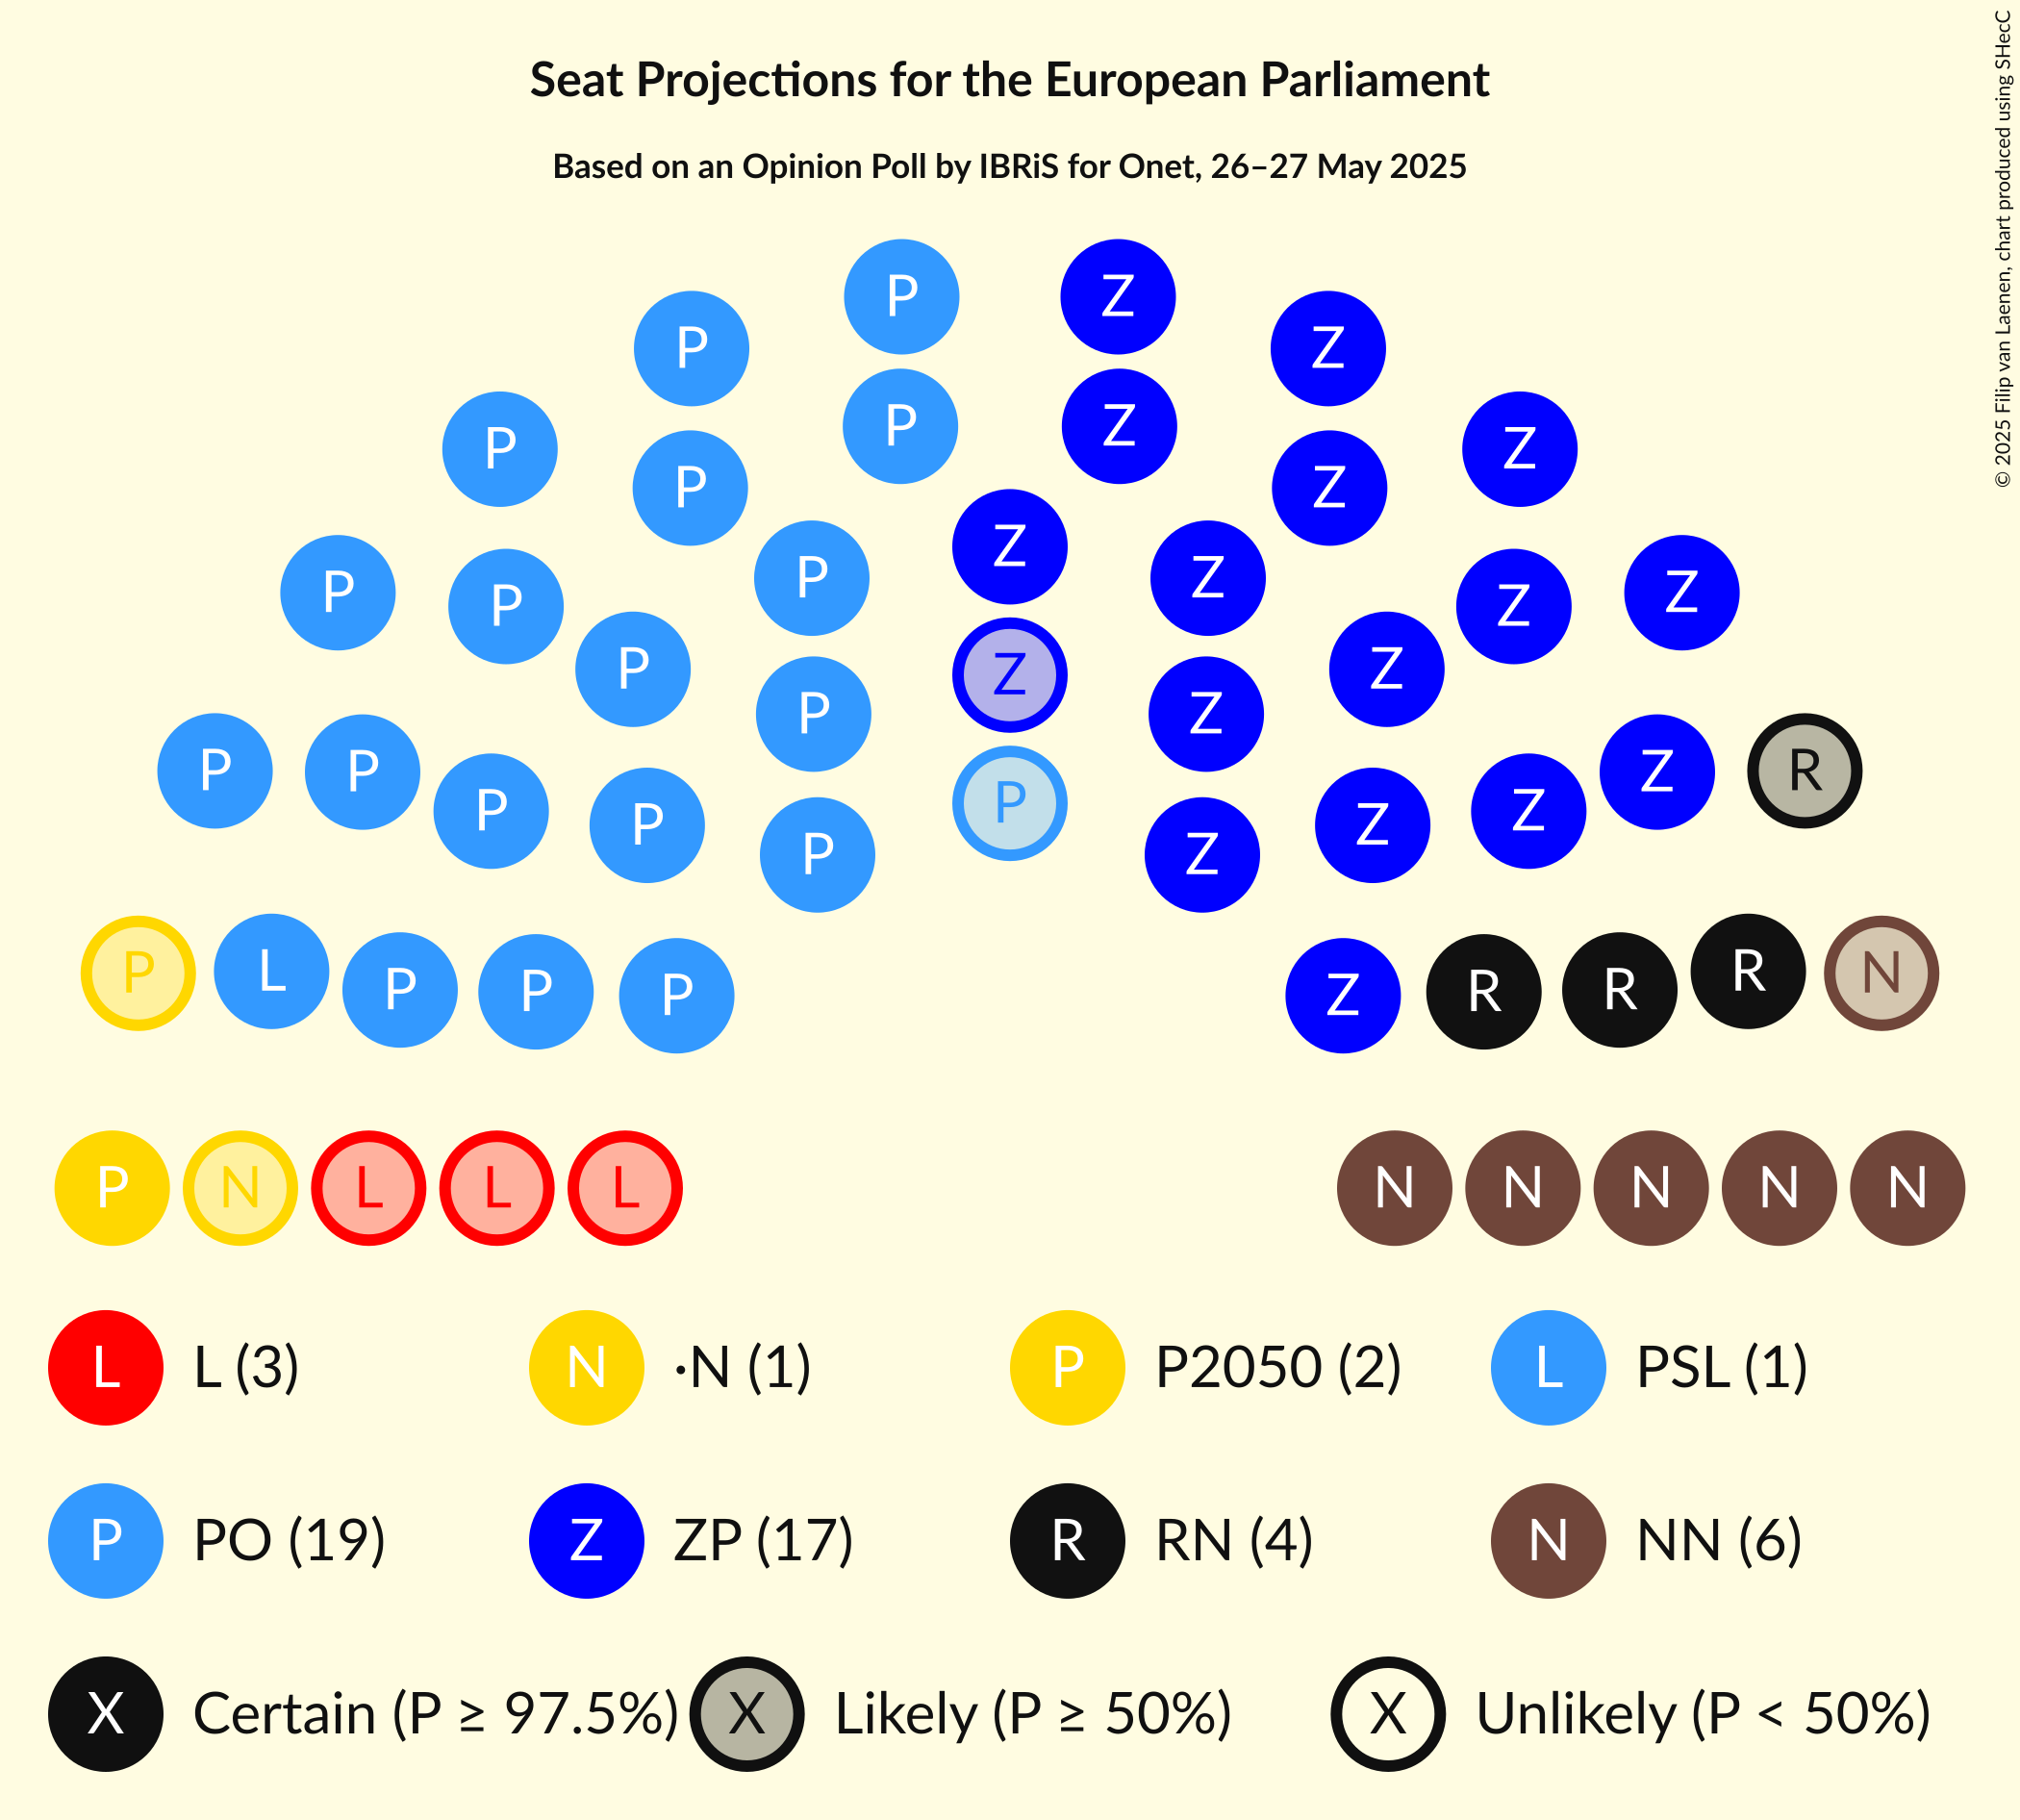 Seat Projections for the European Parliament
Based on an Opinion Poll by IBRiS for Onet, 26–27 May 2025
© 2025 Filip van Laenen, chart produced using SHecC
P Z
P Z
P Z
P Z
P Z
P Z
Z
P Z
P Z
P Z
P Z
Z
P Z
P Z
P P Z R
P
P Z
P Z
P Z
P L P P P Z R R R N
P N L L L N N N N N
L L (3) N ·N (1) P P2050 (2) L PSL (1)
P PO (19) Z ZP (17) R RN (4) N NN (6)
X Certain (P ≥ 97.5%) X Likely (P ≥ 50%) X Unlikely (P < 50%)